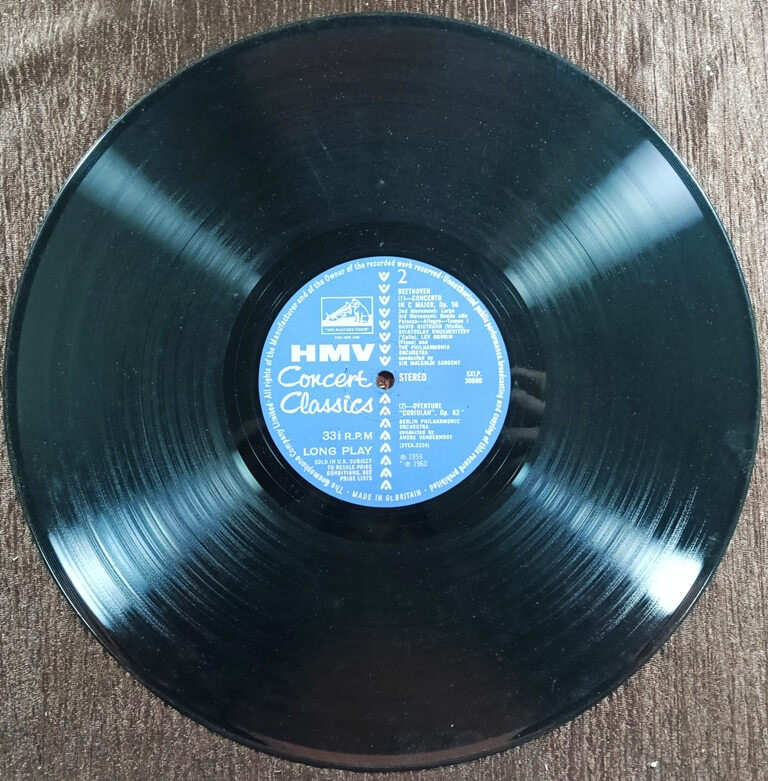 The Gramophone Company Limited · All rights of the Manufacturer and of the Owner of the recorded work reserved · Unauthorised public performance, broadcasting and copying of this record prohibited ·
"HIS MASTER'S VOICE"
HMV
Concert
Classics
33⅓ R.P.M
LONG PLAY
SOLD IN U.K. SUBJECT
TO RESALE PRICE
CONDITIONS, SEE
PRICE LISTS
2
BEETHOVEN
(1)—CONCERTO
IN C MAJOR, Op. 56
2nd Movement: Largo
3rd Movement: Rondo alla
Polacca—Allegro—Tempo I
DAVID OISTRAKH (Violin)
SVIATOSLAV KNUSHEVITZKY
('Cello), LEV OBORIN
(Piano) and
THE PHILHARMONIA
ORCHESTRA
conducted by
SIR MALCOLM SARGENT
STEREO
SXLP.
30080
(2)—OVERTURE
"CORIOLAN", Op. 62
BERLIN PHILHARMONIC
ORCHESTRA
conducted by
ANDRE VANDERNOOT
(2YEA.3224)
℗ 1959
℗ 1960
· MADE IN Gt. BRITAIN ·